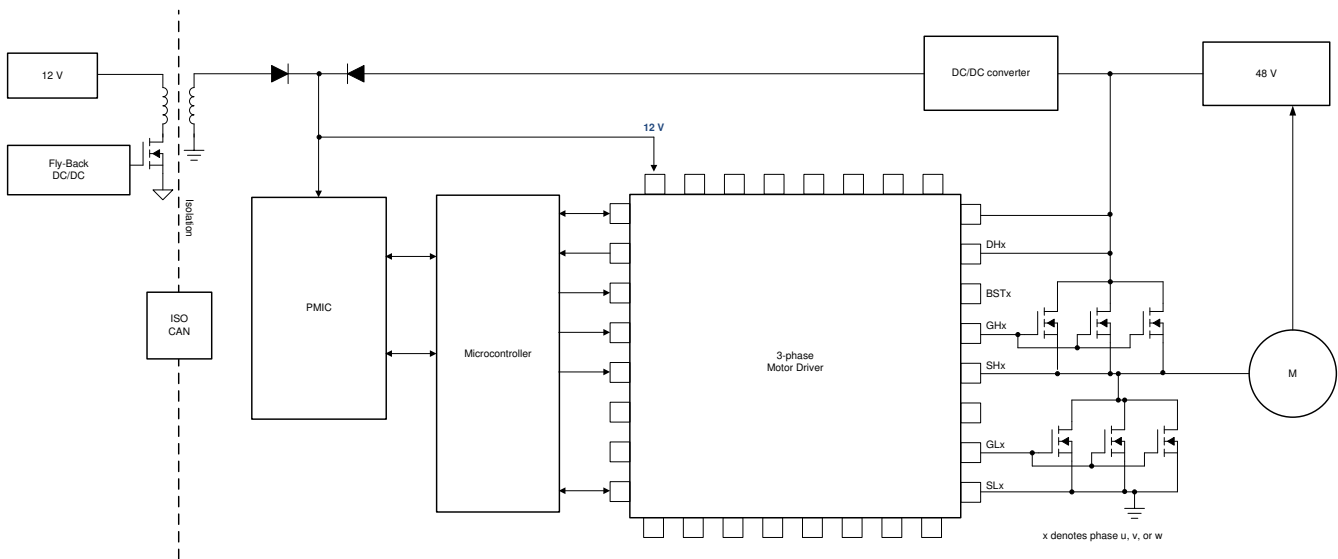 12 V
DC/DC converter
48 V
12 V
Fly-Back
DC/DC
Isolation
DHx
BSTx
PMIC
ISO
CAN
GHx
Microcontroller
3-phase
Motor Driver
SHx
M
GLx
SLx
x denotes phase u, v, or w